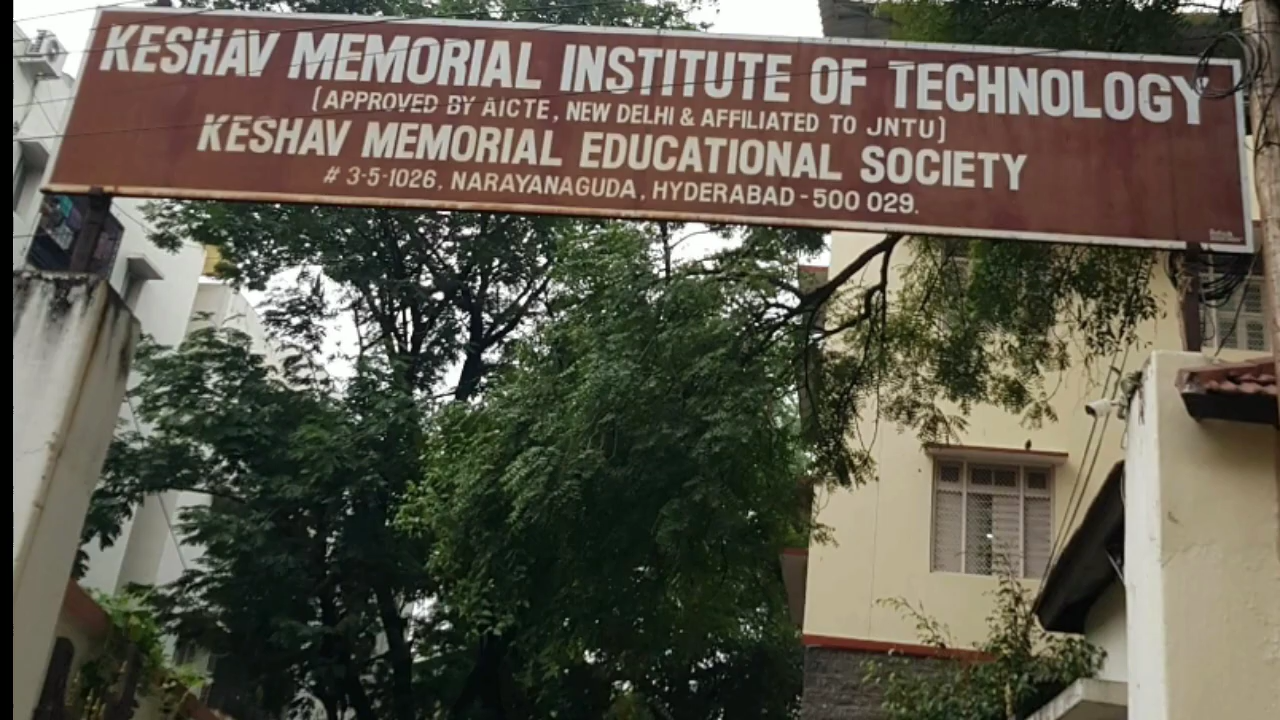 KESHAV MEMORIAL INSTITUTE OF TECHNOLOGY
(APPROVED BY AICTE, NEW DELHI & AFFILIATED TO JNTU)
KESHAV MEMORIAL EDUCATIONAL SOCIETY
# 3-5-1026, NARAYANAGUDA, HYDERABAD - 500 029.